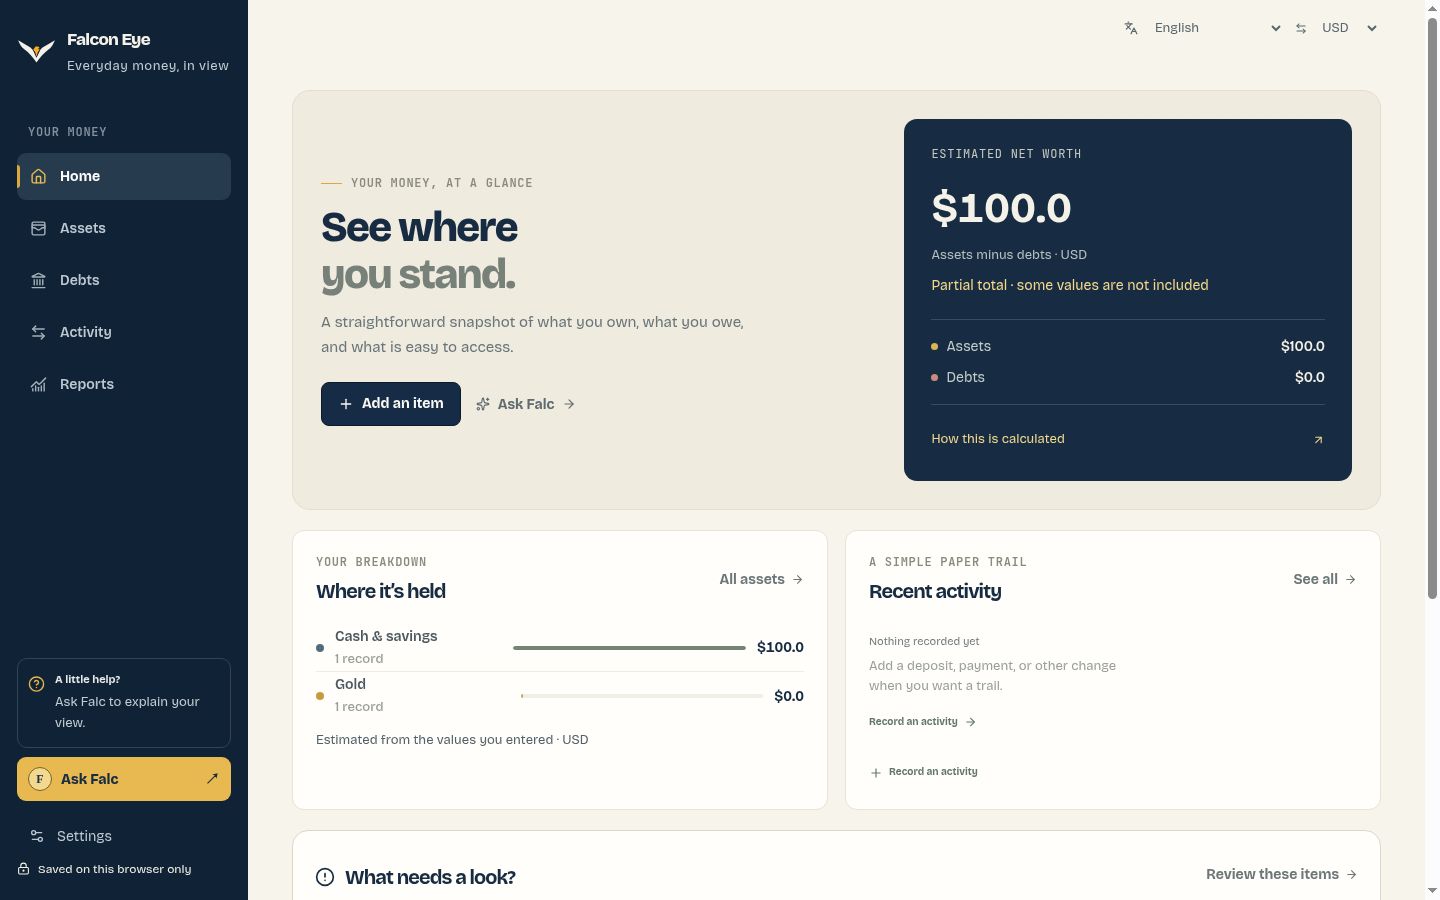 Falcon Eye
Everyday money, in view
YOUR MONEY
Home
Assets
Debts
Activity
Reports
A little help?
Ask Falc to explain your
view.
F
Ask Falc
Settings
Saved on this browser only
English
USD
YOUR MONEY, AT A GLANCE
See where
you stand.
A straightforward snapshot of what you own, what you owe,
and what is easy to access.
Add an item
Ask Falc
ESTIMATED NET WORTH
$100.0
Assets minus debts · USD
Partial total · some values are not included
Assets $100.0
Debts $0.0
How this is calculated
YOUR BREAKDOWN
Where it's held
All assets
Cash & savings
1 record
$100.0
Gold
1 record
$0.0
Estimated from the values you entered · USD
A SIMPLE PAPER TRAIL
Recent activity
See all
Nothing recorded yet
Add a deposit, payment, or other change
when you want a trail.
Record an activity
Record an activity
What needs a look?
Review these items